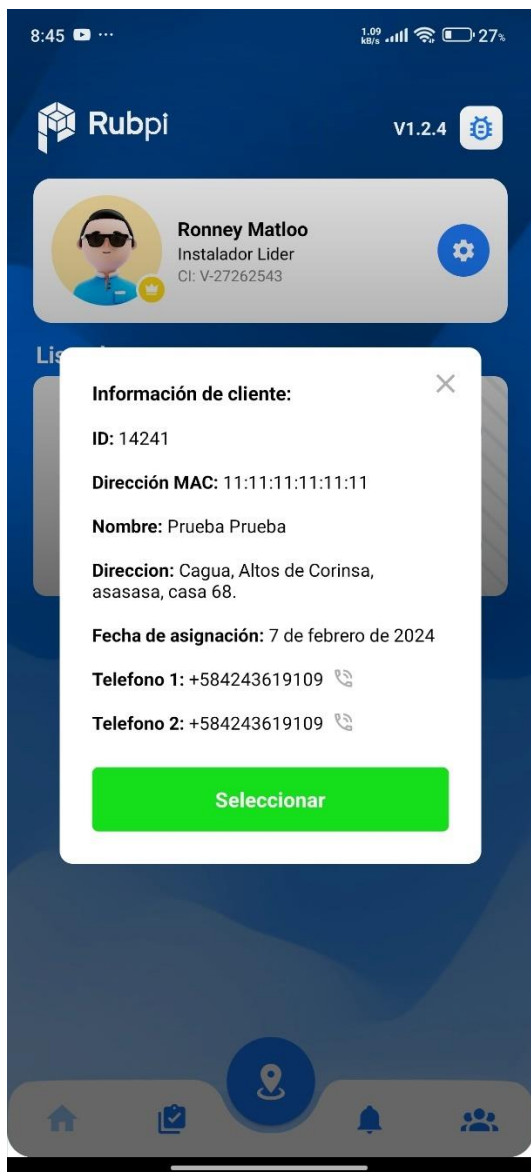 8:45
1.09
kB/s
27%
Rubpi
V1.2.4
Ronney Matloo
Instalador Lider
CI: V-27262543
Lis
Información de cliente:
ID: 14241
Dirección MAC: 11:11:11:11:11:11
Nombre: Prueba Prueba
Direccion: Cagua, Altos de Corinsa,
asasasa, casa 68.
Fecha de asignación: 7 de febrero de 2024
Telefono 1: +584243619109
Telefono 2: +584243619109
Seleccionar